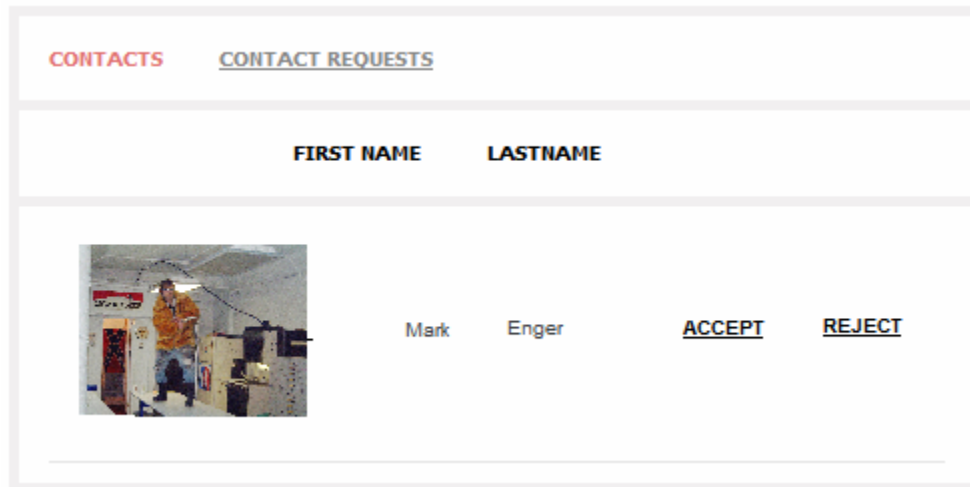 CONTACTS CONTACT REQUESTS
FIRST NAME LASTNAME
Mark Enger ACCEPT REJECT